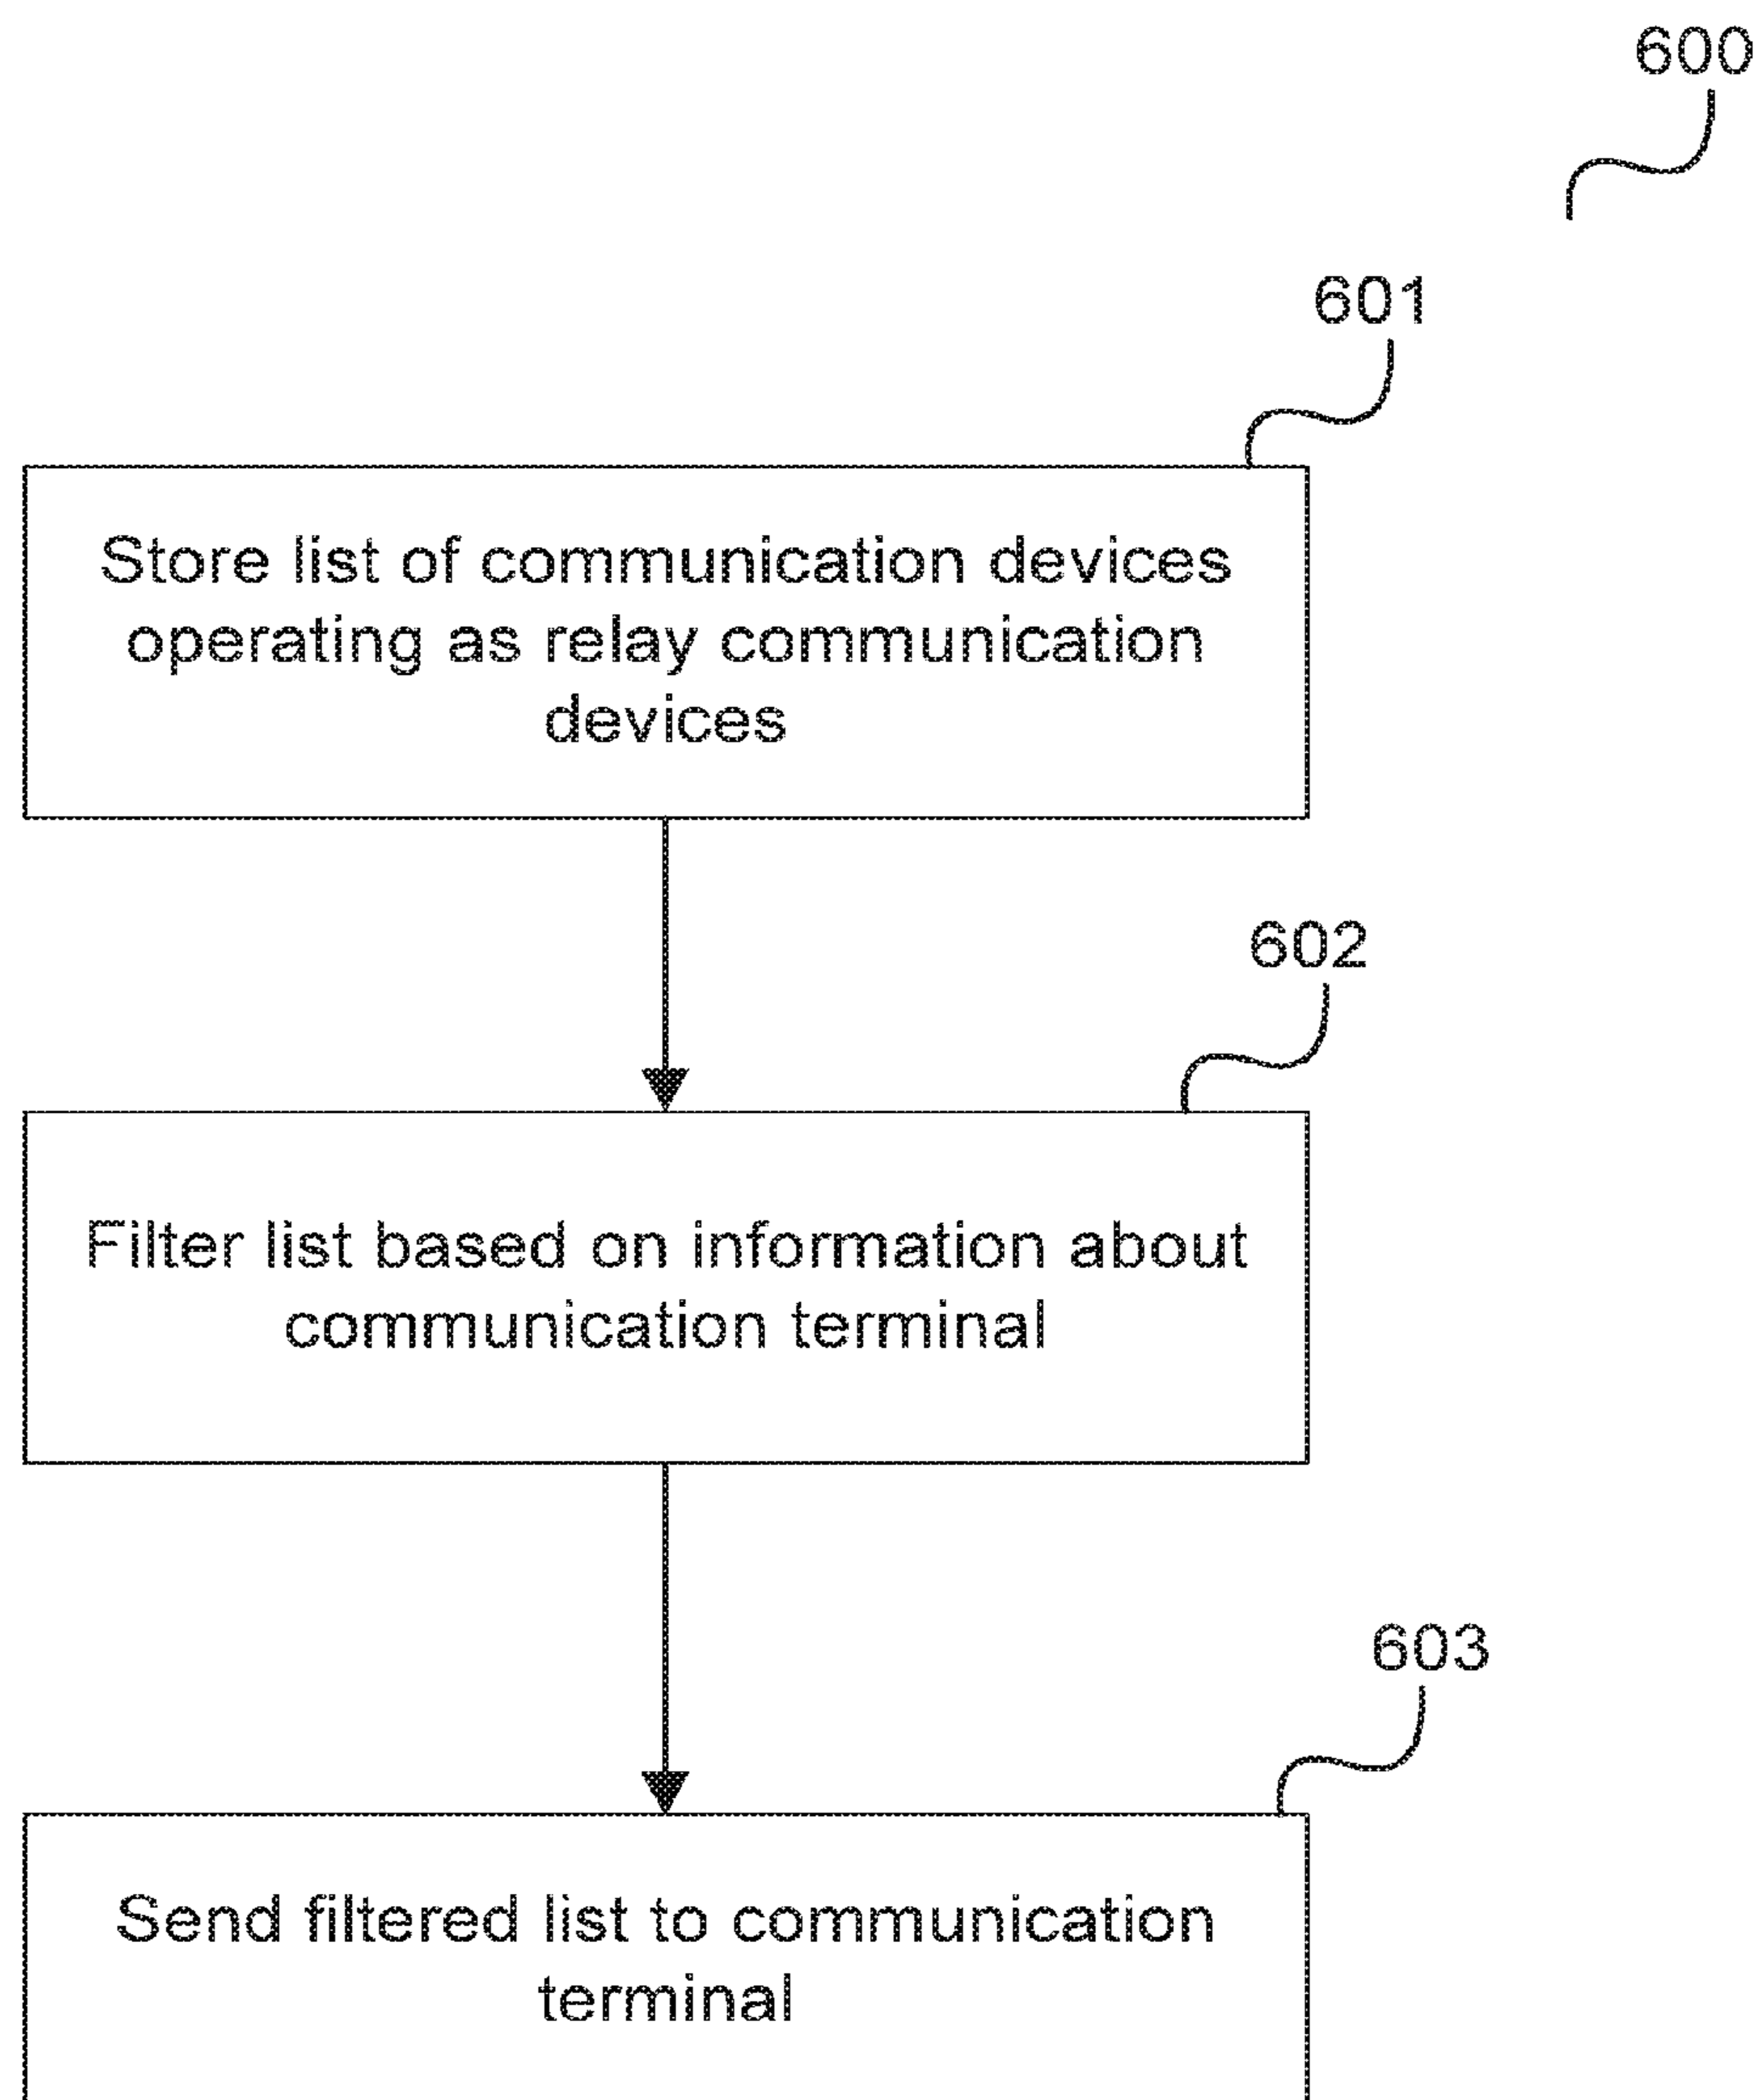 600
601
Store list of communication devices
operating as relay communication
devices
602
Filter list based on information about
communication terminal
603
Send filtered list to communication
terminal